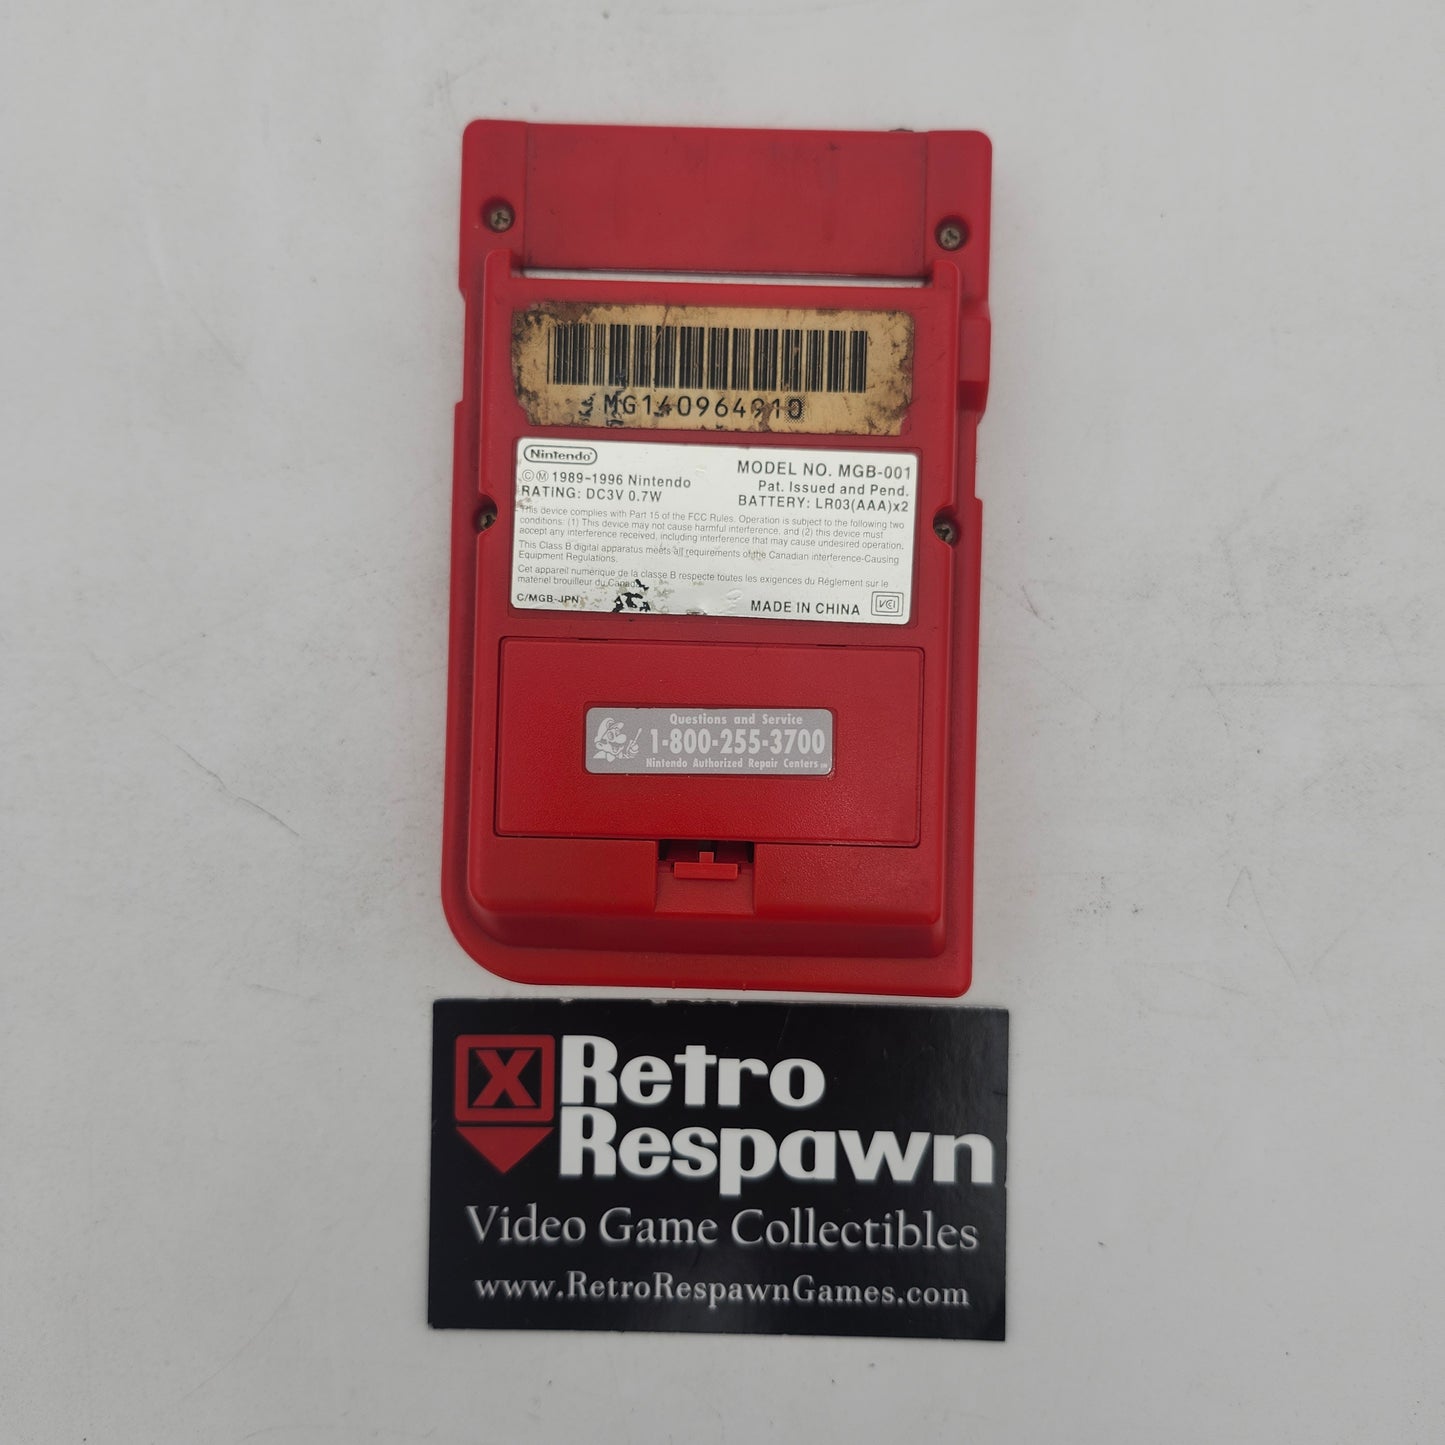 MG140964910
Nintendo
©Ⓜ 1989-1996 Nintendo
RATING: DC3V 0.7W
MODEL NO. MGB-001
Pat. Issued and Pend.
BATTERY: LR03(AAA)x2
This device complies with Part 15 of the FCC Rules. Operation is subject to the following two
conditions: (1) This device may not cause harmful interference, and (2) this device must
accept any interference received, including interference that may cause undesired operation.
This Class B digital apparatus meets all requirements of the Canadian Interference-Causing
Equipment Regulations.
Cet appareil numérique de la classe B respecte toutes les exigences du Règlement sur le
matériel brouilleur du Canada
C/MGB-JPN
MADE IN CHINA
VCI
Questions and Service
1-800-255-3700
Nintendo Authorized Repair Centers SM
X
Retro
Respawn
Video Game Collectibles
www.RetroRespawnGames.com